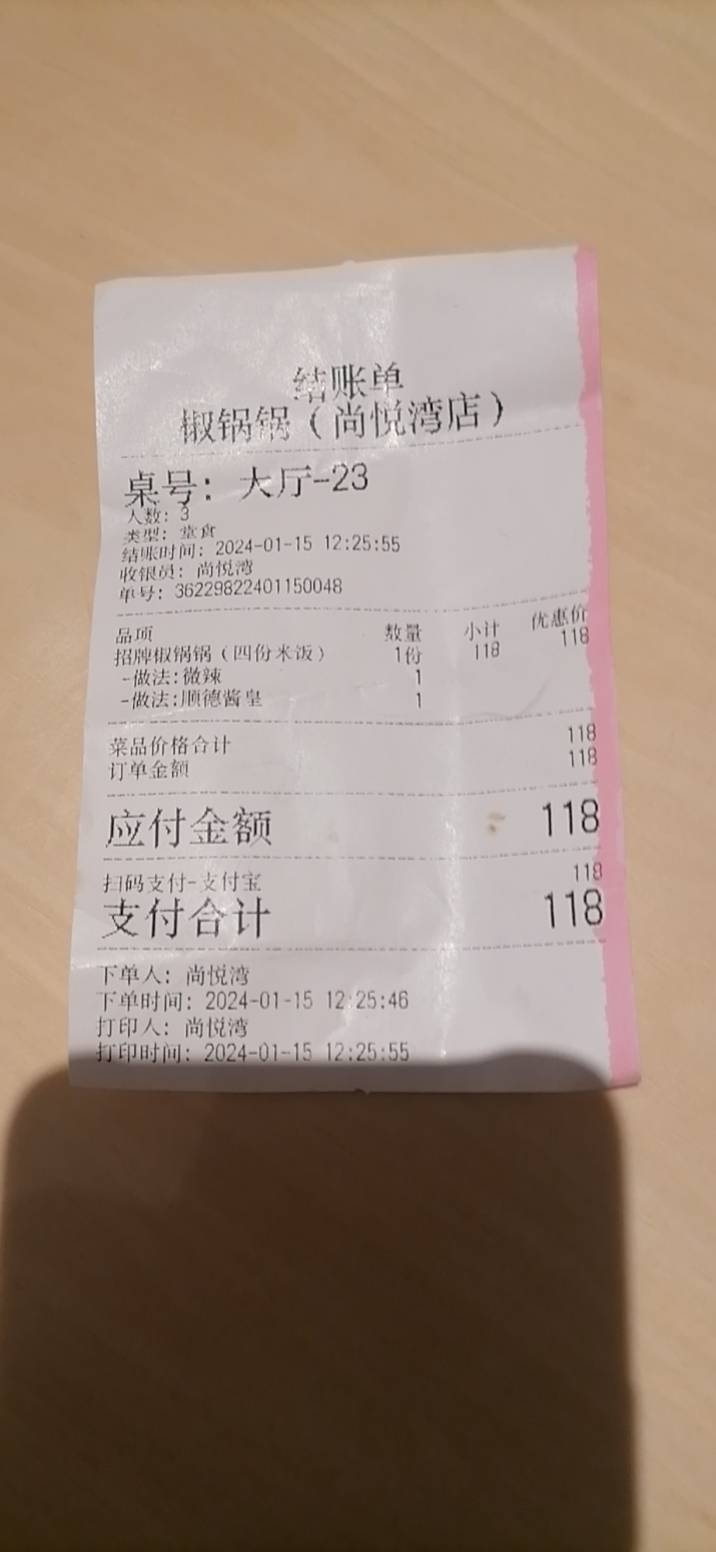 结账单
椒锅锅（尚悦湾店）
桌号：大厅-23
人数：3
类型：堂食
结账时间：2024-01-15 12:25:55
收银员：尚悦湾
单号：36229822401150048
品项 数量 小计 优惠价
招牌椒锅锅（四份米饭） 1份 118 118
-做法:微辣 1
-做法:顺德酱皇 1
菜品价格合计 118
订单金额 118
应付金额 118
扫码支付-支付宝 118
支付合计 118
下单人：尚悦湾
下单时间：2024-01-15 12:25:46
打印人：尚悦湾
打印时间：2024-01-15 12:25:55